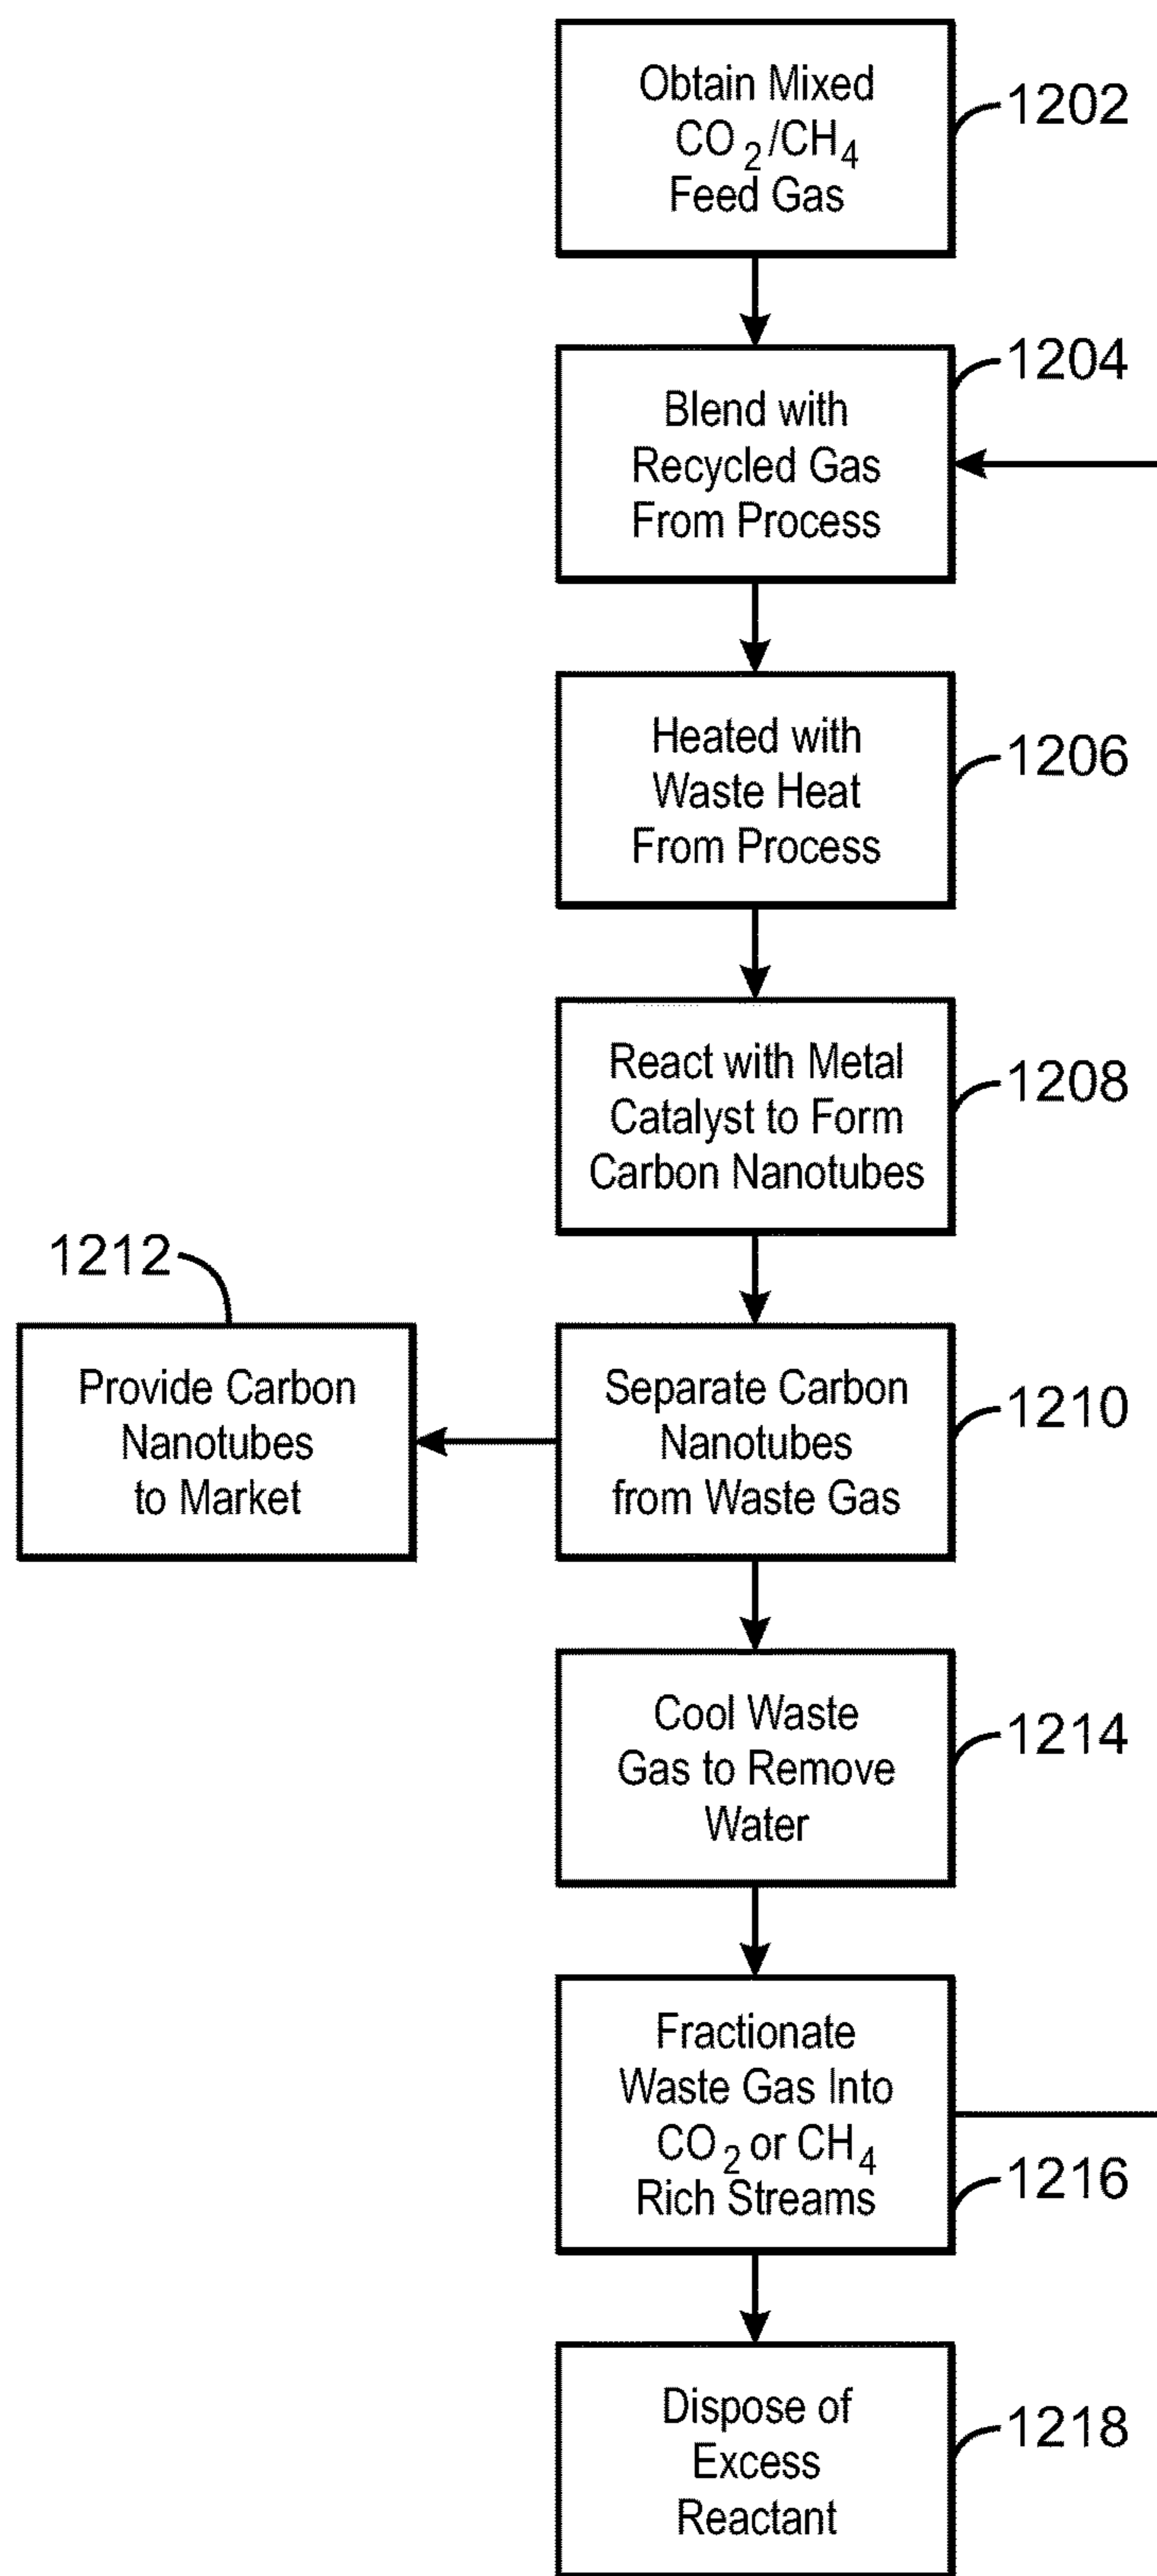 Obtain Mixed
CO₂/CH₄
Feed Gas
1202
Blend with
Recycled Gas
From Process
1204
Heated with
Waste Heat
From Process
1206
React with Metal
Catalyst to Form
Carbon Nanotubes
1208
1212
Provide Carbon
Nanotubes
to Market
Separate Carbon
Nanotubes
from Waste Gas
1210
Cool Waste
Gas to Remove
Water
1214
Fractionate
Waste Gas Into
CO₂ or CH₄
Rich Streams
1216
Dispose of
Excess
Reactant
1218